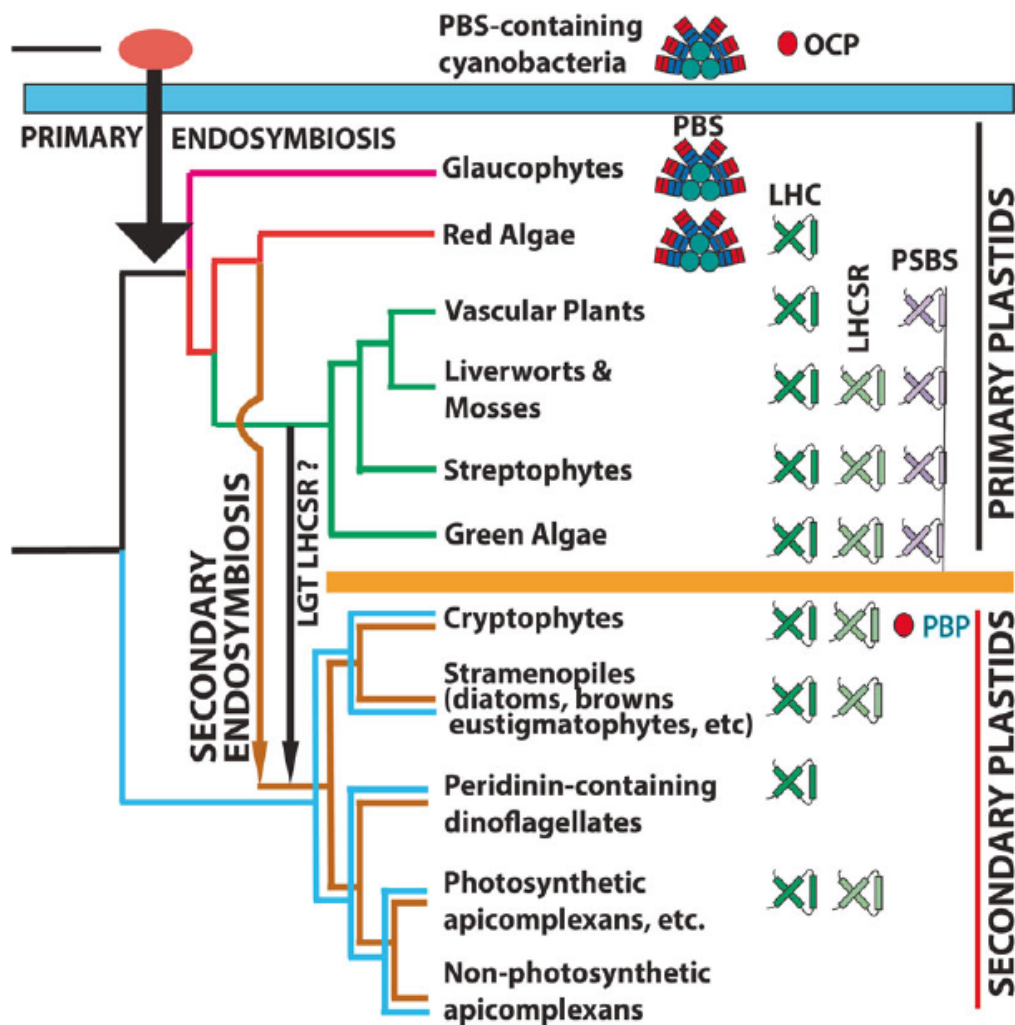 PBS-containing
cyanobacteria
OCP
PRIMARY ENDOSYMBIOSIS
PBS
Glaucophytes
LHC
Red Algae
PSBS
LHCSR
Vascular Plants
Liverworts &
Mosses
Streptophytes
Green Algae
PRIMARY PLASTIDS
SECONDARY
ENDOSYMBIOSIS
LGT LHCSR ?
Cryptophytes
PBP
Stramenopiles
(diatoms, browns
eustigmatophytes, etc)
Peridinin-containing
dinoflagellates
Photosynthetic
apicomplexans, etc.
Non-photosynthetic
apicomplexans
SECONDARY PLASTIDS